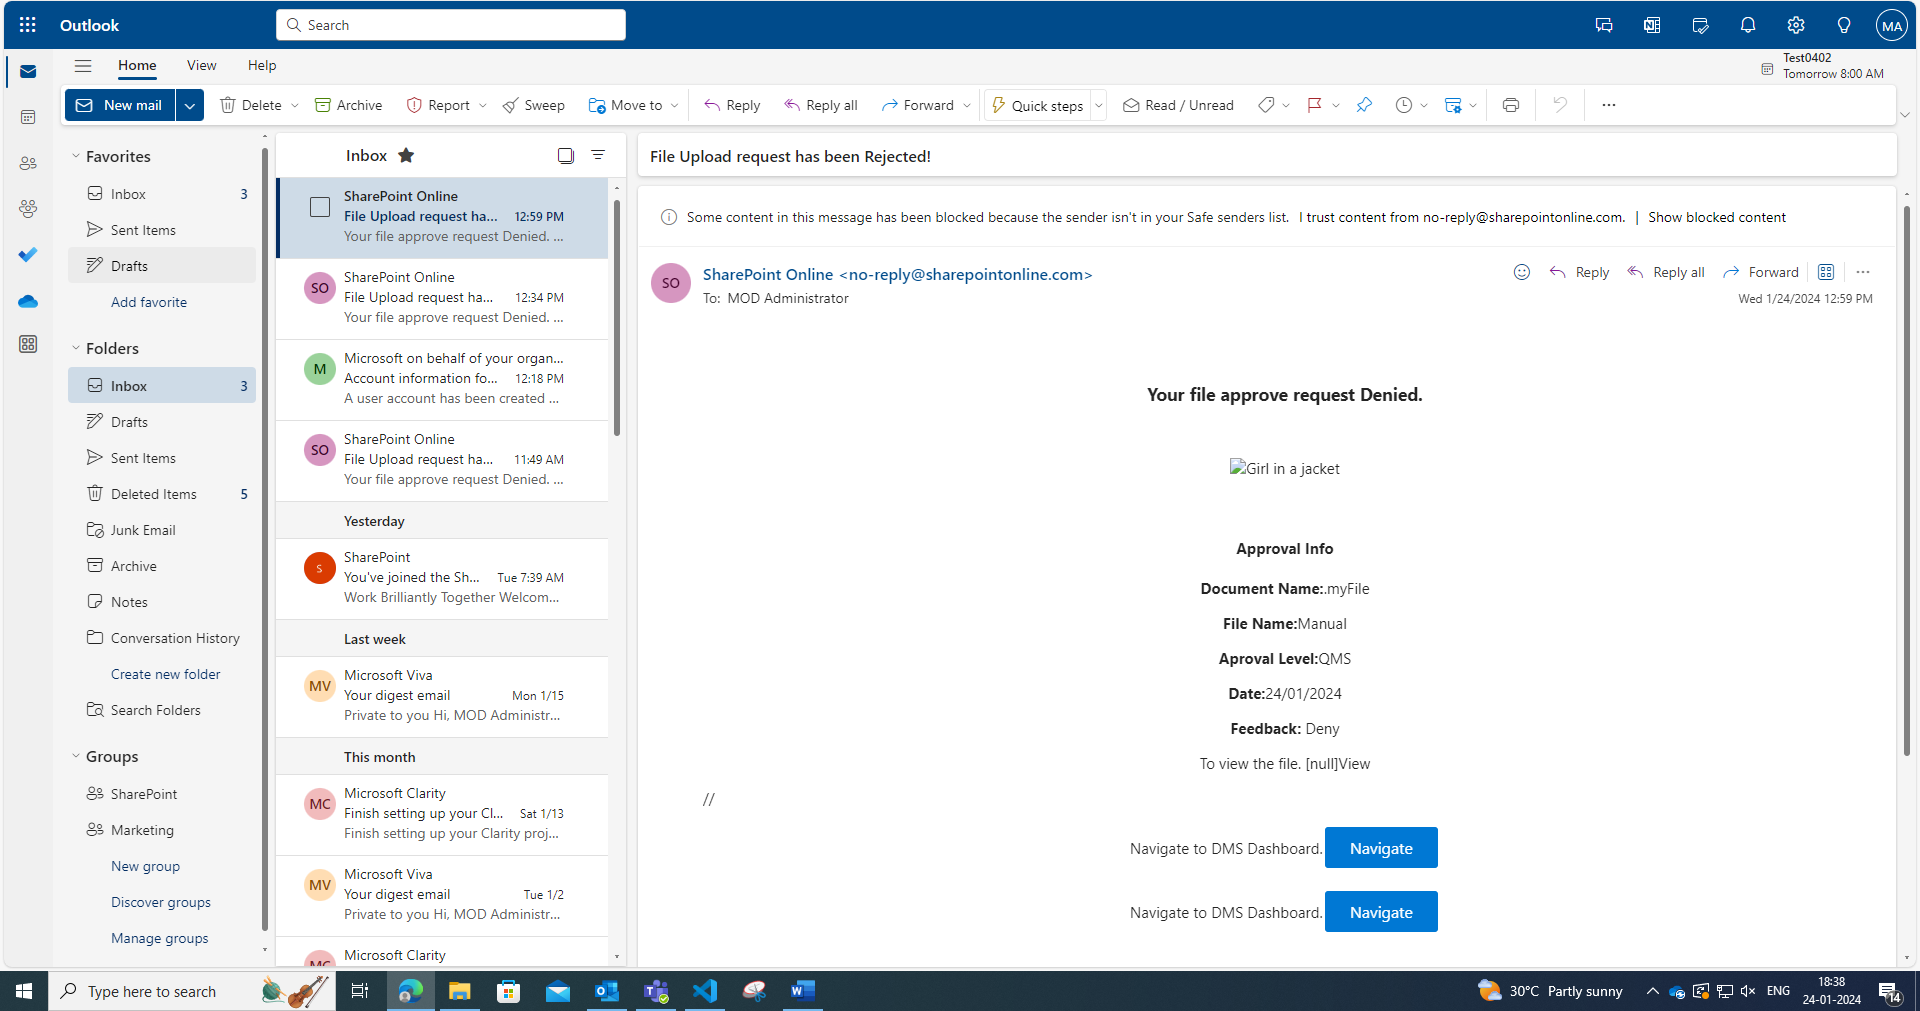 Outlook
Search
MA
Home
View
Help
Test0402
Tomorrow 8:00 AM
New mail
Delete
Archive
Report
Sweep
Move to
Reply
Reply all
Forward
Quick steps
Read / Unread
Favorites
Inbox 3
Sent Items
Drafts
Add favorite
Folders
Inbox 3
Drafts
Sent Items
Deleted Items 5
Junk Email
Archive
Notes
Conversation History
Create new folder
Search Folders
Groups
SharePoint
Marketing
New group
Discover groups
Manage groups
Inbox
SharePoint Online
File Upload request ha... 12:59 PM
Your file approve request Denied. ...
SO
SharePoint Online
File Upload request ha... 12:34 PM
Your file approve request Denied. ...
M
Microsoft on behalf of your organ...
Account information fo... 12:18 PM
A user account has been created ...
SO
SharePoint Online
File Upload request ha... 11:49 AM
Your file approve request Denied. ...
Yesterday
S
SharePoint
You've joined the Sh... Tue 7:39 AM
Work Brilliantly Together Welcom...
Last week
MV
Microsoft Viva
Your digest email Mon 1/15
Private to you Hi, MOD Administr...
This month
MC
Microsoft Clarity
Finish setting up your Cl... Sat 1/13
Finish setting up your Clarity proj...
MV
Microsoft Viva
Your digest email Tue 1/2
Private to you Hi, MOD Administr...
MC
Microsoft Clarity
File Upload request has been Rejected!
Some content in this message has been blocked because the sender isn't in your Safe senders list. I trust content from no-reply@sharepointonline.com. | Show blocked content
SO
SharePoint Online <no-reply@sharepointonline.com>
To: MOD Administrator
Reply
Reply all
Forward
Wed 1/24/2024 12:59 PM
Your file approve request Denied.
Girl in a jacket
Approval Info
Document Name:.myFile
File Name:Manual
Aproval Level:QMS
Date:24/01/2024
Feedback: Deny
To view the file. [null]View
//
Navigate to DMS Dashboard. Navigate
Navigate to DMS Dashboard. Navigate
Type here to search
30°C Partly sunny
ENG
18:38
24-01-2024
14